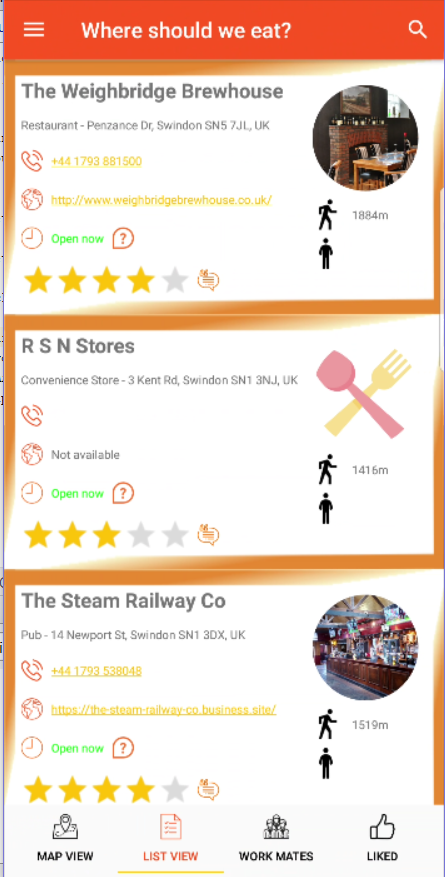 Where should we eat?
The Weighbridge Brewhouse
Restaurant - Penzance Dr, Swindon SN5 7JL, UK
+44 1793 881500
http://www.weighbridgebrewhouse.co.uk/
1884m
Open now ?
R S N Stores
Convenience Store - 3 Kent Rd, Swindon SN1 3NJ, UK
Not available
1416m
Open now ?
The Steam Railway Co
Pub - 14 Newport St, Swindon SN1 3DX, UK
+44 1793 538048
https://the-steam-railway-co.business.site/
1519m
Open now ?
MAP VIEW LIST VIEW WORK MATES LIKED